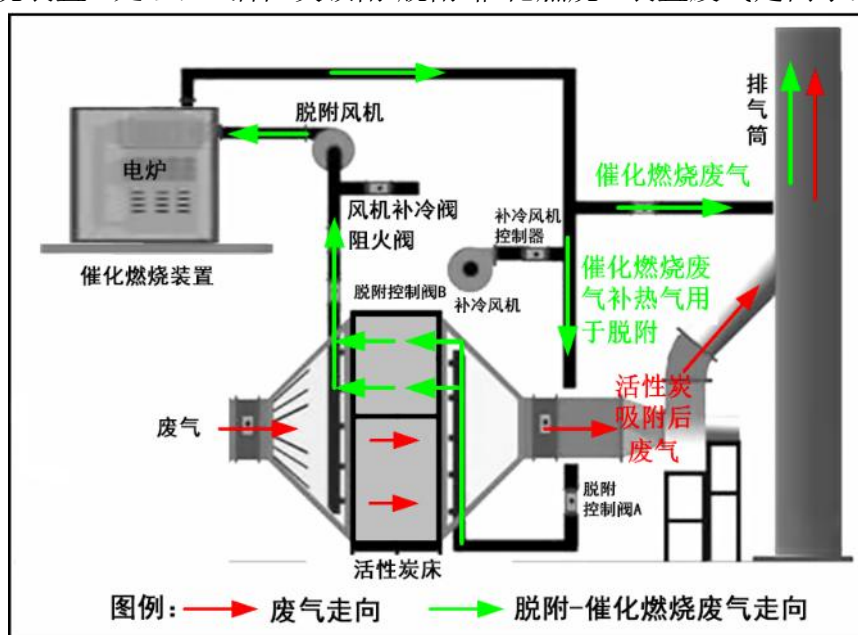 排气筒
脱附风机
电炉
催化燃烧废气
风机补冷阀
阻火阀
补冷风机
控制器
催化燃烧装置
脱附控制阀B
补冷风机
催化燃烧废
气补热气用
于脱附
活性炭
吸附后
废气
废气
脱附
控制阀A
活性炭床
图例：
废气走向
脱附-催化燃烧废气走向